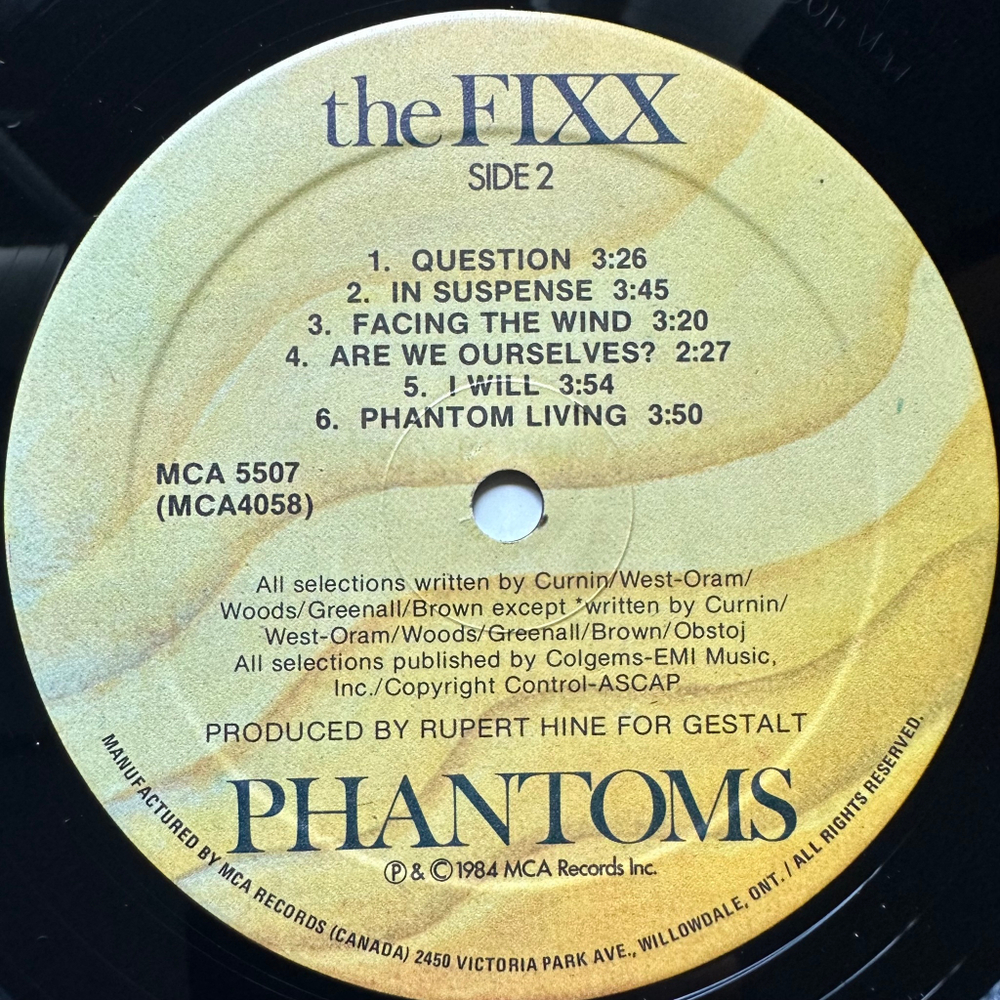 the FIXX
SIDE 2
1. QUESTION 3:26
2. IN SUSPENSE 3:45
3. FACING THE WIND 3:20
4. ARE WE OURSELVES? 2:27
5. I WILL 3:54
6. PHANTOM LIVING 3:50
MCA 5507
(MCA4058)
All selections written by Curnin/West-Oram/
Woods/Greenall/Brown except *written by Curnin/
West-Oram/Woods/Greenall/Brown/Obstoj
All selections published by Colgems-EMI Music,
Inc./Copyright Control-ASCAP
PRODUCED BY RUPERT HINE FOR GESTALT
PHANTOMS
Ⓟ & © 1984 MCA Records Inc.
MANUFACTURED BY MCA RECORDS (CANADA) 2450 VICTORIA PARK AVE., WILLOWDALE, ONT. / ALL RIGHTS RESERVED.